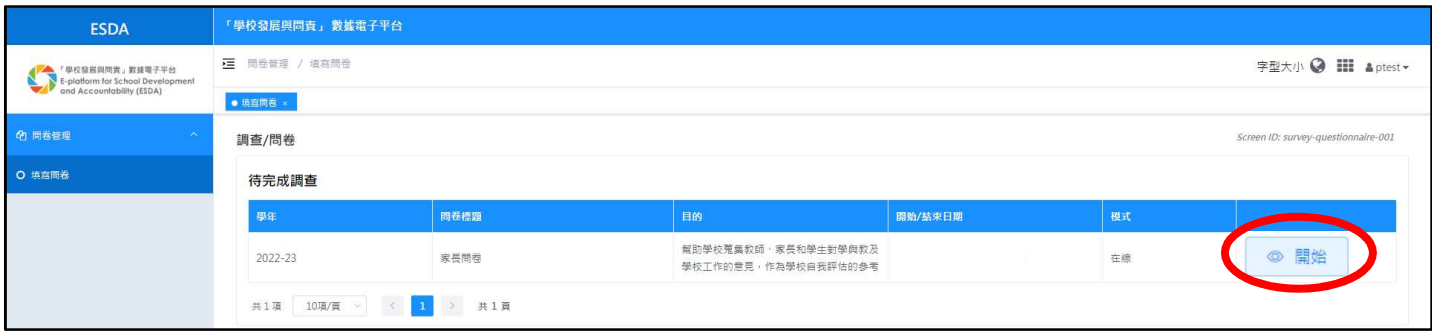 ESDA
「學校發展與問責」數據電子平台
「學校發展與問責」數據電子平台
E-platform for School Development
and Accountability (ESDA)
問卷管理 / 填寫問卷
字型大小
ptest
填寫問卷 ×
問卷管理
填寫問卷
調查/問卷
Screen ID: survey-questionnaire-001
待完成調查
學年 問卷標題 目的 開始/結束日期 模式
2022-23 家長問卷 幫助學校蒐集教師、家長和學生對學與教及
學校工作的意見,作為學校自我評估的參考
在線 開始
共 1 項 10項/頁 < 1 > 共 1 頁